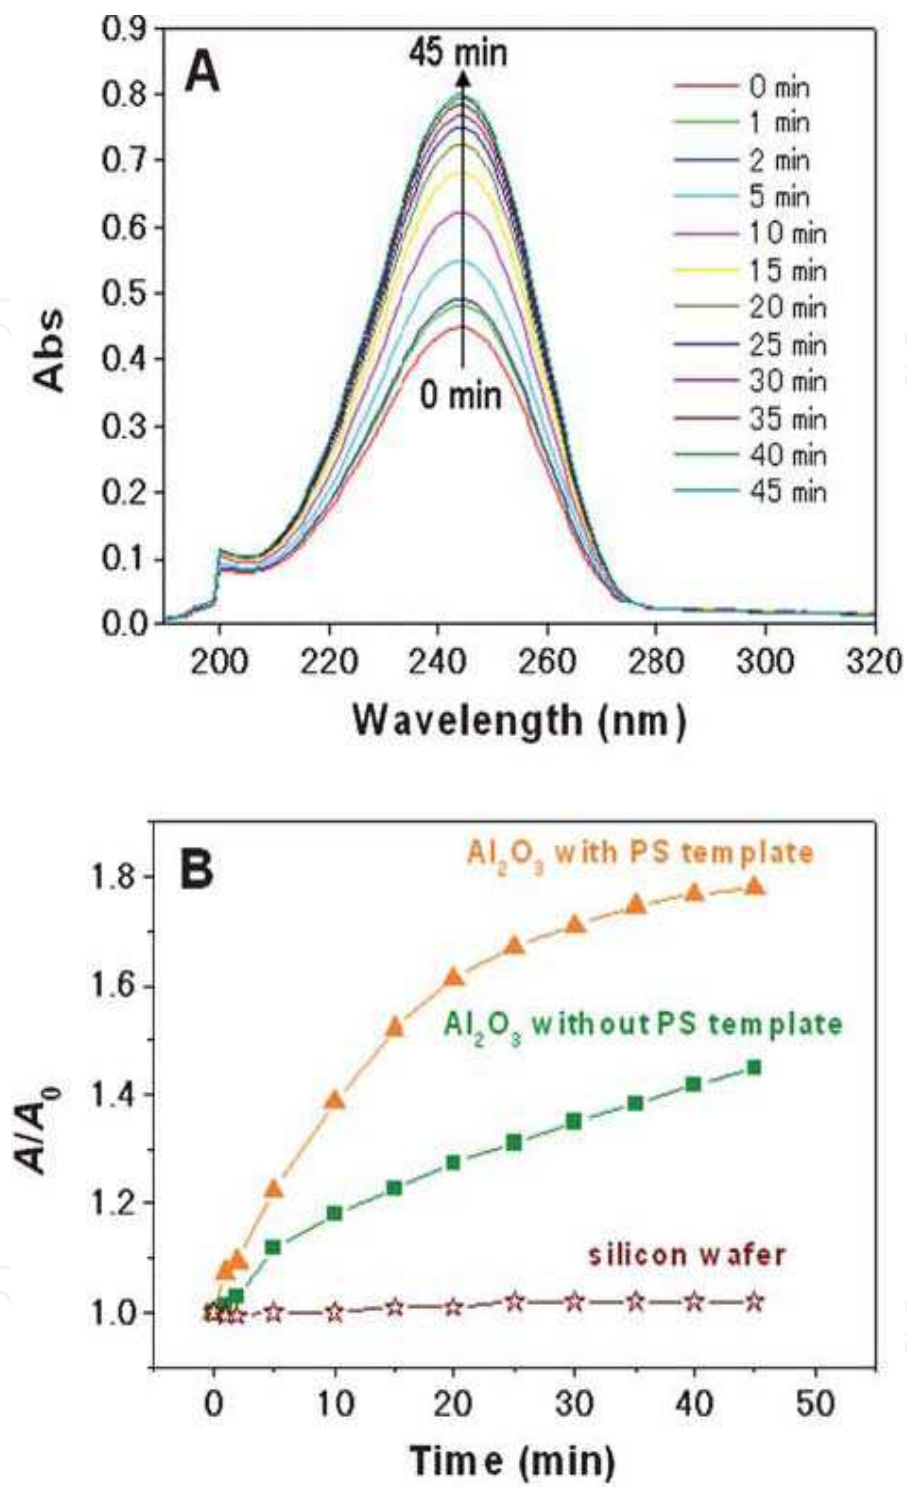 0.9
A
45 min
0 min
0.8
1 min
0.7
2 min
5 min
0.6
10 min
15 min
0.5
20 min
Abs
25 min
0.4
30 min
0 min
35 min
0.3
40 min
0.2
45 min
0.1
0.0
200 220 240 260 280 300 320
Wavelength (nm)
B
Al2O3 with PS template
1.8
1.6
Al2O3 without PS template
1.4
A/A0
1.2
silicon wafer
1.0
0 10 20 30 40 50
Time (min)